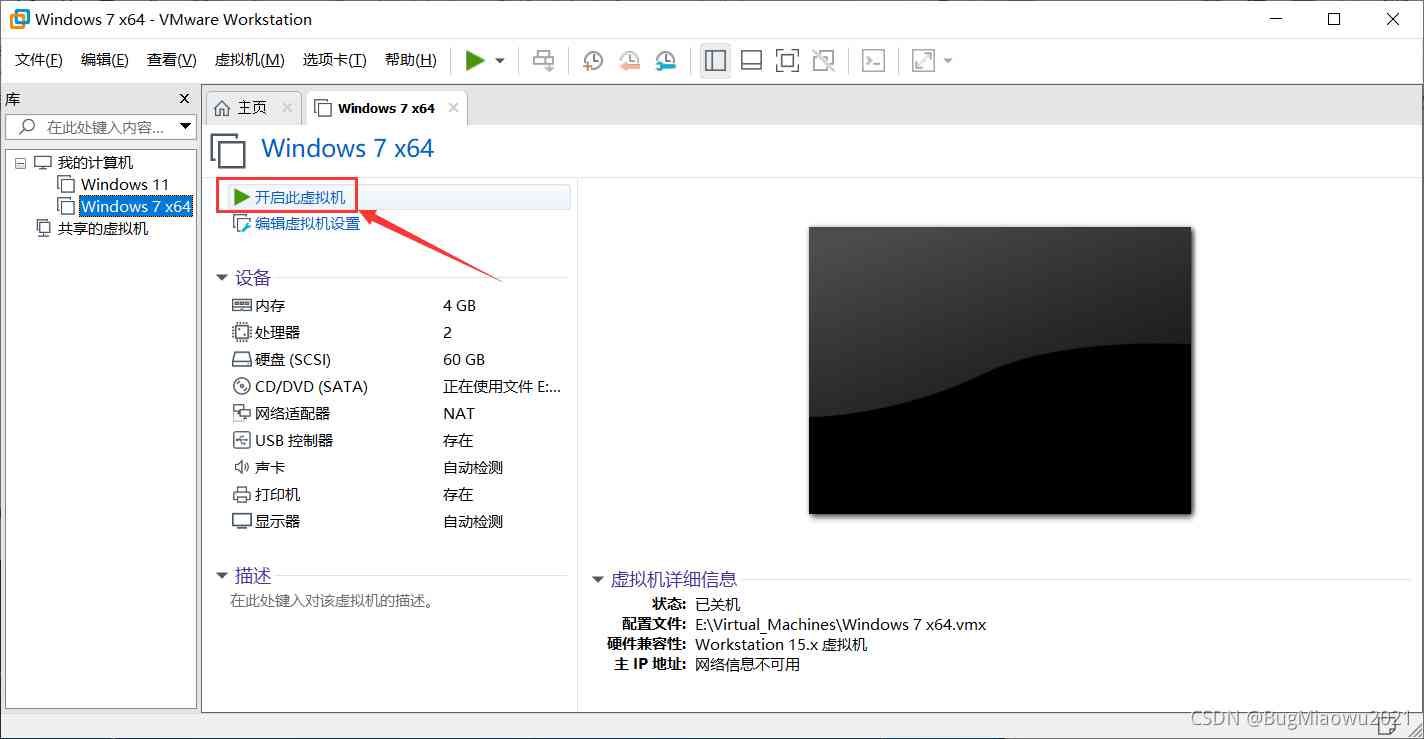 Windows 7 x64 - VMware Workstation
文件(F) 编辑(E) 查看(V) 虚拟机(M) 选项卡(T) 帮助(H)
库
在此处键入内容...
我的计算机
Windows 11
Windows 7 x64
共享的虚拟机
主页 Windows 7 x64
Windows 7 x64
开启此虚拟机
编辑虚拟机设置
设备
内存 4 GB
处理器 2
硬盘 (SCSI) 60 GB
CD/DVD (SATA) 正在使用文件 E:...
网络适配器 NAT
USB 控制器 存在
声卡 自动检测
打印机 存在
显示器 自动检测
描述
在此处键入对该虚拟机的描述。
虚拟机详细信息
状态: 已关机
配置文件: E:\Virtual_Machines\Windows 7 x64.vmx
硬件兼容性: Workstation 15.x 虚拟机
主 IP 地址: 网络信息不可用
CSDN @BugMiaowu2021